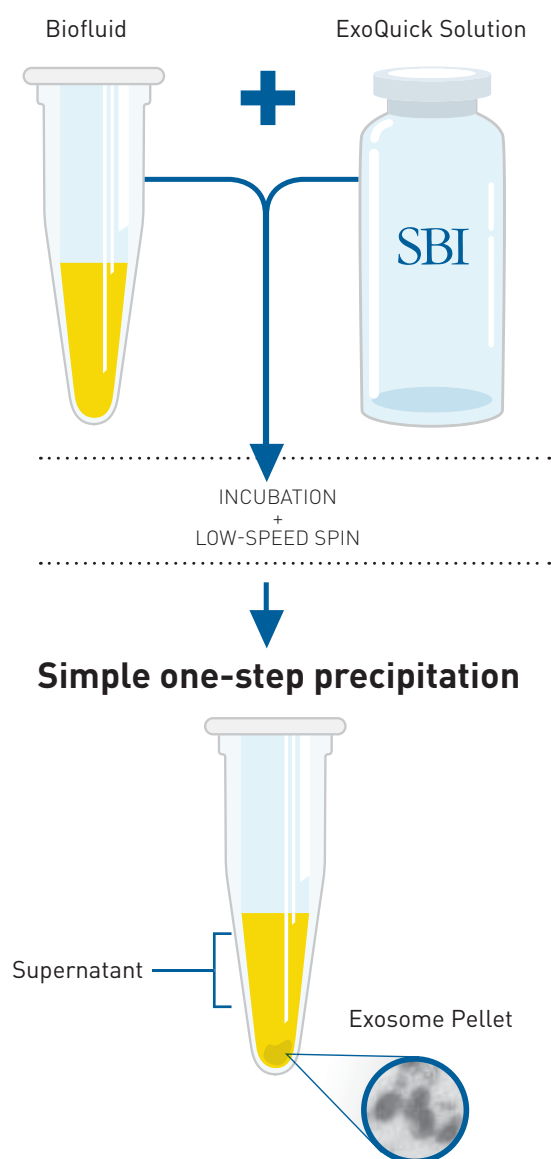 Biofluid
ExoQuick Solution
+
SBI
INCUBATION
+
LOW-SPEED SPIN
Simple one-step precipitation
Supernatant
Exosome Pellet